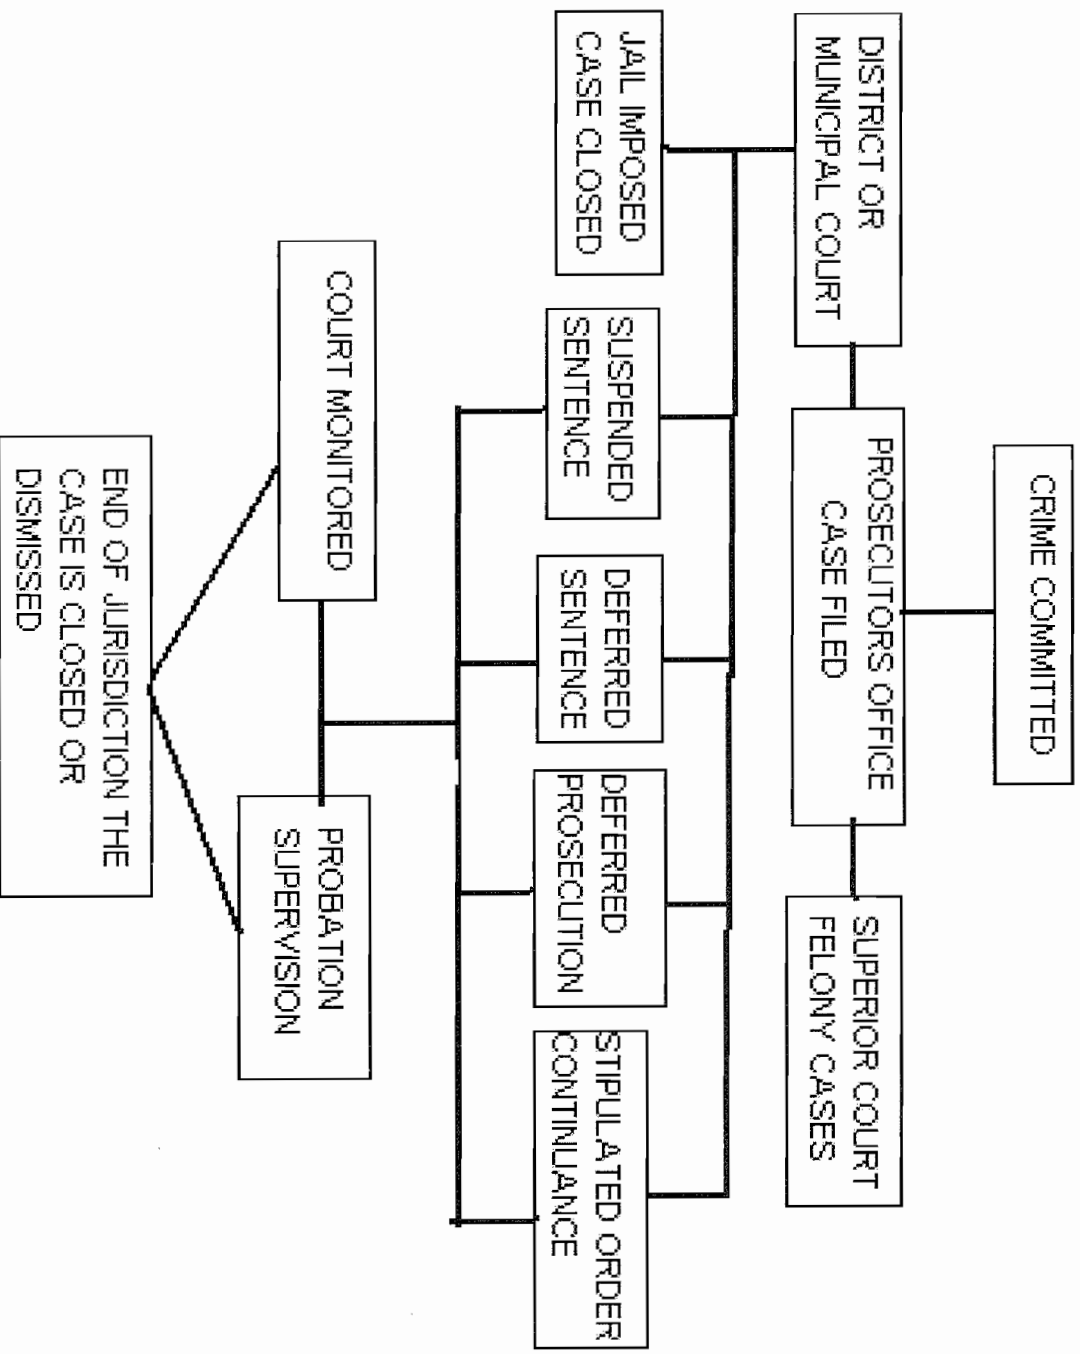 CRIME COMMITTED
DISTRICT OR
MUNICIPAL COURT
PROSECUTORS OFFICE
CASE FILED
SUPERIOR COURT
FELONY CASES
JAIL IMPOSED
CASE CLOSED
SUSPENDED
SENTENCE
DEFERRED
SENTENCE
DEFERRED
PROSECUTION
STIPULATED ORDER
CONTINUANCE
COURT MONITORED
PROBATION
SUPERVISION
END OF JURISDICTION THE
CASE IS CLOSED OR
DISMISSED